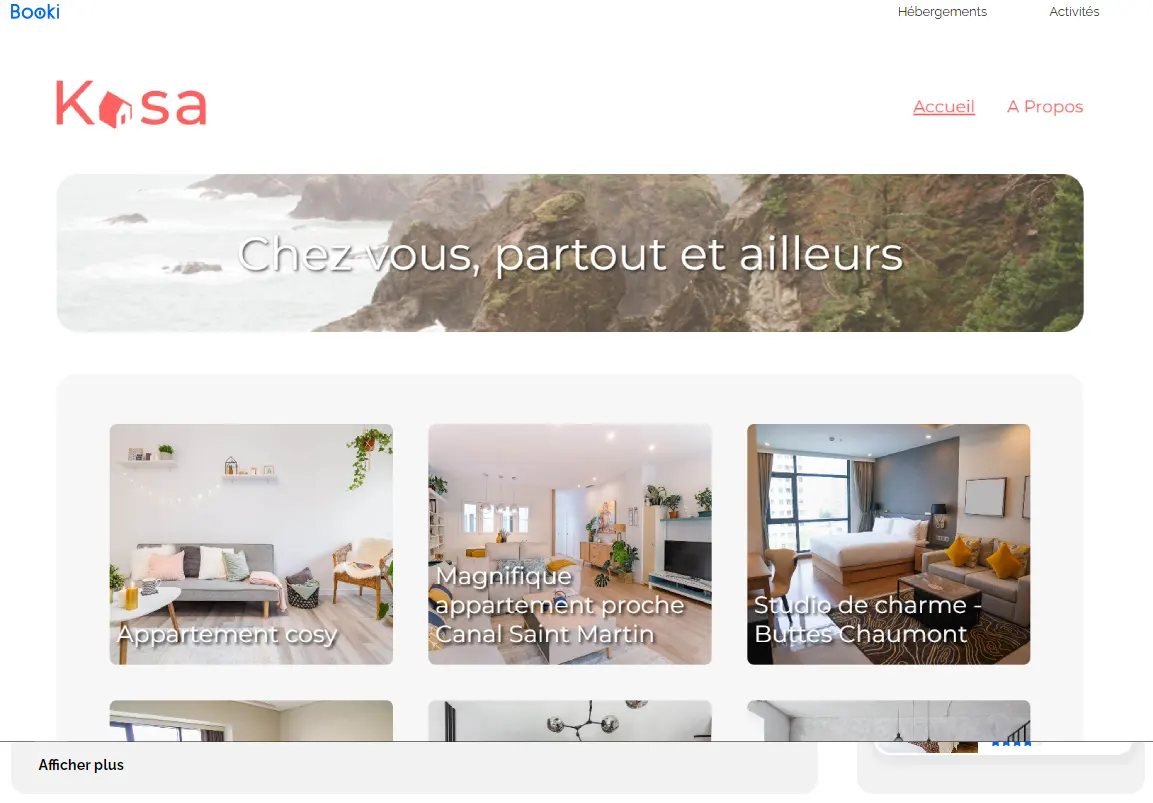 Booki
Hébergements
Activités
Kasa
Accueil
A Propos
Chez vous, partout et ailleurs
Appartement cosy
Magnifique
appartement proche
Canal Saint Martin
Studio de charme -
Buttes Chaumont
Afficher plus